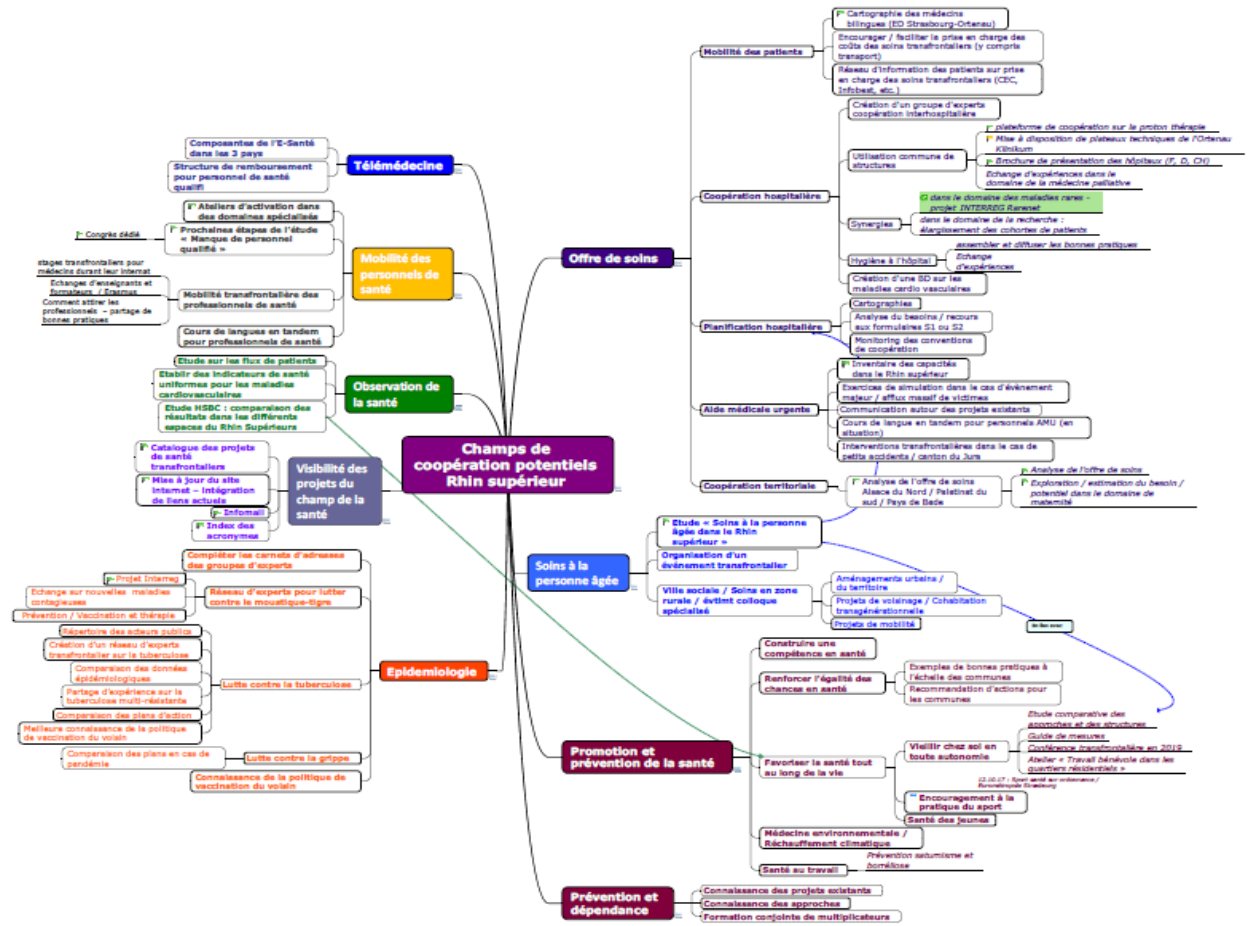 Champs de
coopération potentiels
Rhin supérieur
Télémédecine
Composantes de l'E-Santé
dans les 3 pays
Structure de remboursement
pour personnel de santé
qualifi
Mobilité des
personnels de
santé
Ateliers d'activation dans
des domaines spécialisés
Prochaines étapes de l'étude
« Manque de personnel
qualifié »
Congrès dédié
Mobilité transfrontalière des
professionnels de santé
stages transfrontaliers pour
médecins durant leur internat
Echanges d'enseignants et
formateurs / Erasmus
Comment attirer les
professionnels – partage de
bonnes pratiques
Cours de langues en tandem
pour professionnels de santé
Observation de
la santé
Etude sur les flux de patients
Etablir des indicateurs de santé
uniformes pour les maladies
cardiovasculaires
Etude HSBC : comparaison des
résultats dans les différents
espaces du Rhin Supérieurs
Visibilité des
projets du
champ de la
santé
Catalogue des projets
de santé
transfrontaliers
Mise à jour du site
internet – intégration
de liens actuels
Infomail
Index des
acronymes
Epidemiologie
Compléter les carnets d'adresses
des groupes d'experts
Réseau d'experts pour lutter
contre le moustique-tigre
Projet Interreg
Echange sur nouvelles maladies
contagieuses
Prévention / Vaccination et thérapie
Lutte contre la tuberculose
Répertoire des acteurs publics
Création d'un réseau d'experts
transfrontalier sur la tuberculose
Comparaison des données
épidémiologiques
Partage d'expérience sur la
tuberculose multi-résistante
Comparaison des plans d'action
Meilleure connaissance de la politique
de vaccination du voisin
Lutte contre la grippe
Comparaison des plans en cas de
pandémie
Connaissance de la politique de
vaccination du voisin
Offre de soins
Mobilité des patients
Cartographie des médecins
bilingues (ED Strasbourg-Ortenau)
Encourager / faciliter la prise en charge des
coûts des soins transfrontaliers (y compris
transport)
Réseau d'information des patients sur prise
en charge des soins transfrontaliers (CEC,
Infobest, etc.)
Coopération hospitalière
Création d'un groupe d'experts
coopération interhospitalière
Utilisation commune de
structures
plateforme de coopération sur la proton thérapie
Mise à disposition de plateaux techniques de l'Ortenau
Klinikum
Brochure de présentation des hôpitaux (F, D, CH)
Echange d'expériences dans le
domaine de la médecine palliative
Synergies
dans le domaine des maladies rares -
projet INTERREG Rarenet
dans le domaine de la recherche :
élargissement des cohortes de patients
Hygiène à l'hôpital
assembler et diffuser les bonnes pratiques
Echange
d'expériences
Création d'une BD sur les
maladies cardio vasculaires
Planification hospitalière
Cartographies
Analyse du besoins / recours
aux formulaires S1 ou S2
Monitoring des conventions
de coopération
Aide médicale urgente
Inventaire des capacités
dans le Rhin supérieur
Exercices de simulation dans le cas d'évènement
majeur / afflux massif de victimes
Communication autour des projets existants
Cours de langue en tandem pour personnels AMU (en
situation)
Interventions transfrontalières dans le cas de
petits accidents / canton du Jura
Coopération territoriale
Analyse de l'offre de soins
Alsace du Nord / Palatinat du
sud / Pays de Bade
Analyse de l'offre de soins
Exploration / estimation du besoin /
potentiel dans le domaine de
maternité
Soins à la
personne âgée
Etude « Soins à la personne
âgée dans le Rhin
supérieur »
Organisation d'un
évènement transfrontalier
Ville sociale / Soins en zone
rurale / évtlmt colloque
spécialisé
Aménagements urbains /
du territoire
Projets de voisinage / Cohabitation
transgénérationnelle
Projets de mobilité
Promotion et
prévention de la santé
Construire une
compétence en santé
Renforcer l'égalité des
chances en santé
Exemples de bonnes pratiques à
l'échelle des communes
Recommandation d'actions pour
les communes
Favoriser la santé tout
au long de la vie
Vieillir chez soi en
toute autonomie
Etude comparative des
approches et des structures
Guide de mesures
Conférence transfrontalière en 2019
Atelier « Travail bénévole dans les
quartiers résidentiels »
12.10.17 - Sport santé sur ordonnance /
Eurométropole Strasbourg
Encouragement à la
pratique du sport
Santé des jeunes
Médecine environnementale /
Réchauffement climatique
Santé au travail
Prévention saturnisme et
borréliose
Prévention et
dépendance
Connaissance des projets existants
Connaissance des approches
Formation conjointe de multiplicateurs